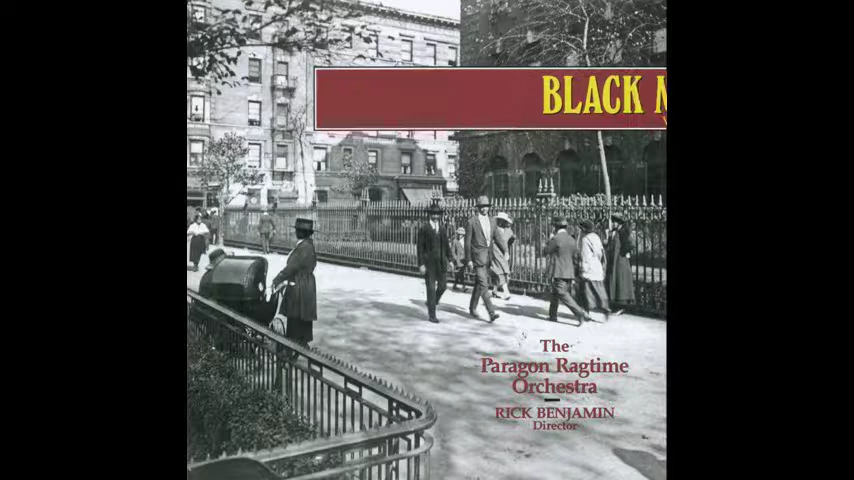 BLACK
The
Paragon Ragtime
Orchestra
RICK BENJAMIN
Director